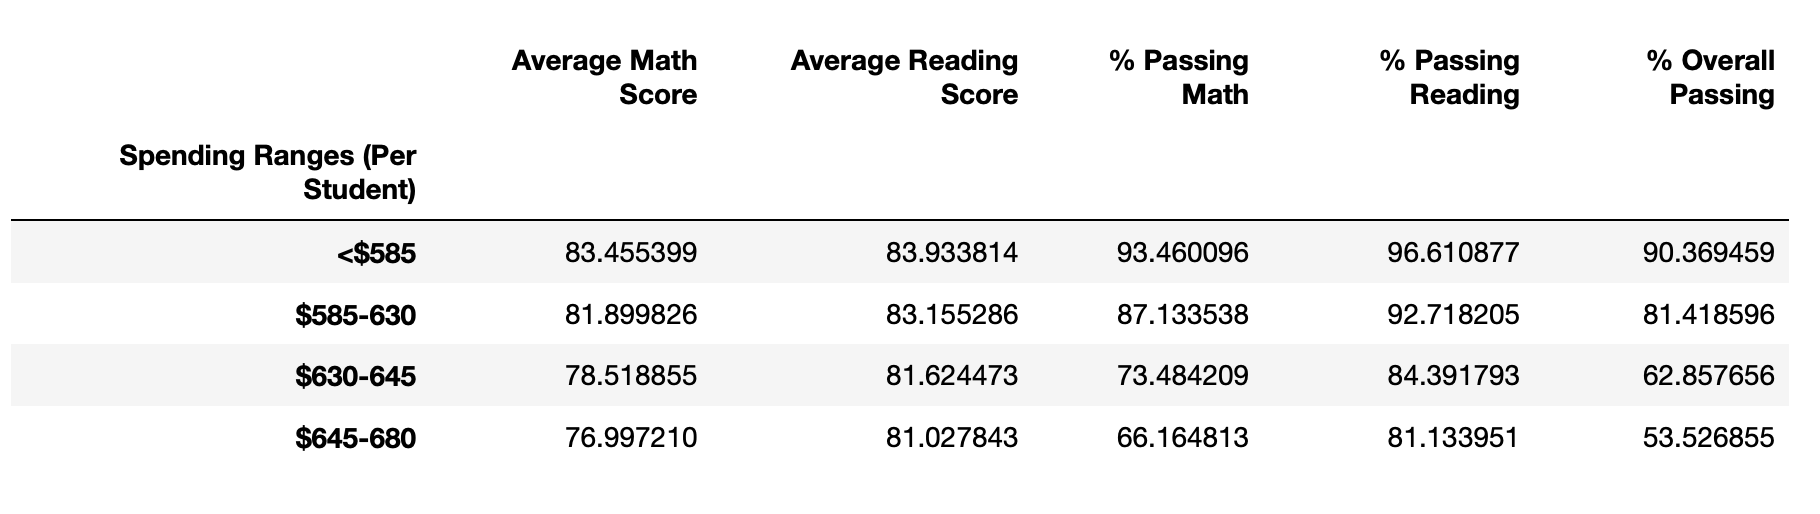 Average Math Score Average Reading Score % Passing Math % Passing Reading % Overall Passing
Spending Ranges (Per Student)
<$585 83.455399 83.933814 93.460096 96.610877 90.369459
$585-630 81.899826 83.155286 87.133538 92.718205 81.418596
$630-645 78.518855 81.624473 73.484209 84.391793 62.857656
$645-680 76.997210 81.027843 66.164813 81.133951 53.526855